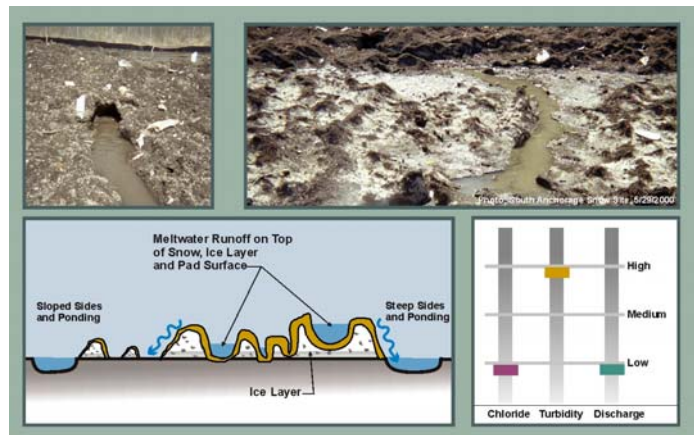 Photo, South Anchorage Snow Site, 5/29/2000
Meltwater Runoff on Top
of Snow, Ice Layer
and Pad Surface
Sloped Sides
and Ponding
Steep Sides
and Ponding
Ice Layer
High
Medium
Low
Chloride Turbidity Discharge